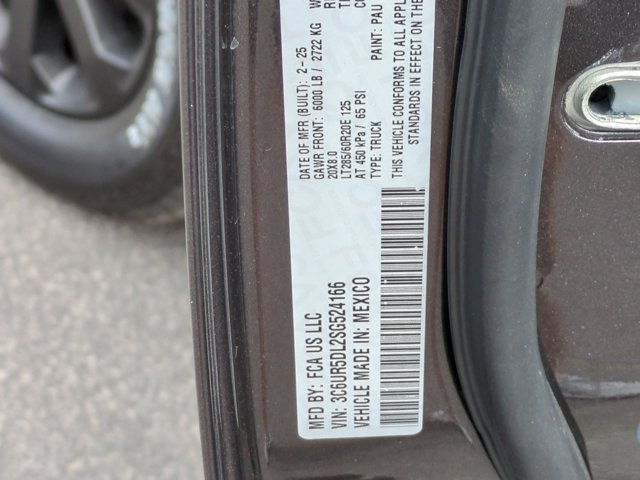 MFD BY: FCA US LLC
VIN: 3C6UR5DL2SG524166
VEHICLE MADE IN: MEXICO
DATE OF MFR (BUILT): 2-25
GAWR FRONT: 6000 LB / 2722 KG
20X8.0
LT285/60R20E 125
AT 450 kPa / 65 PSI
TYPE: TRUCK
PAINT: PAU
THIS VEHICLE CONFORMS TO ALL APPL
STANDARDS IN EFFECT ON THE